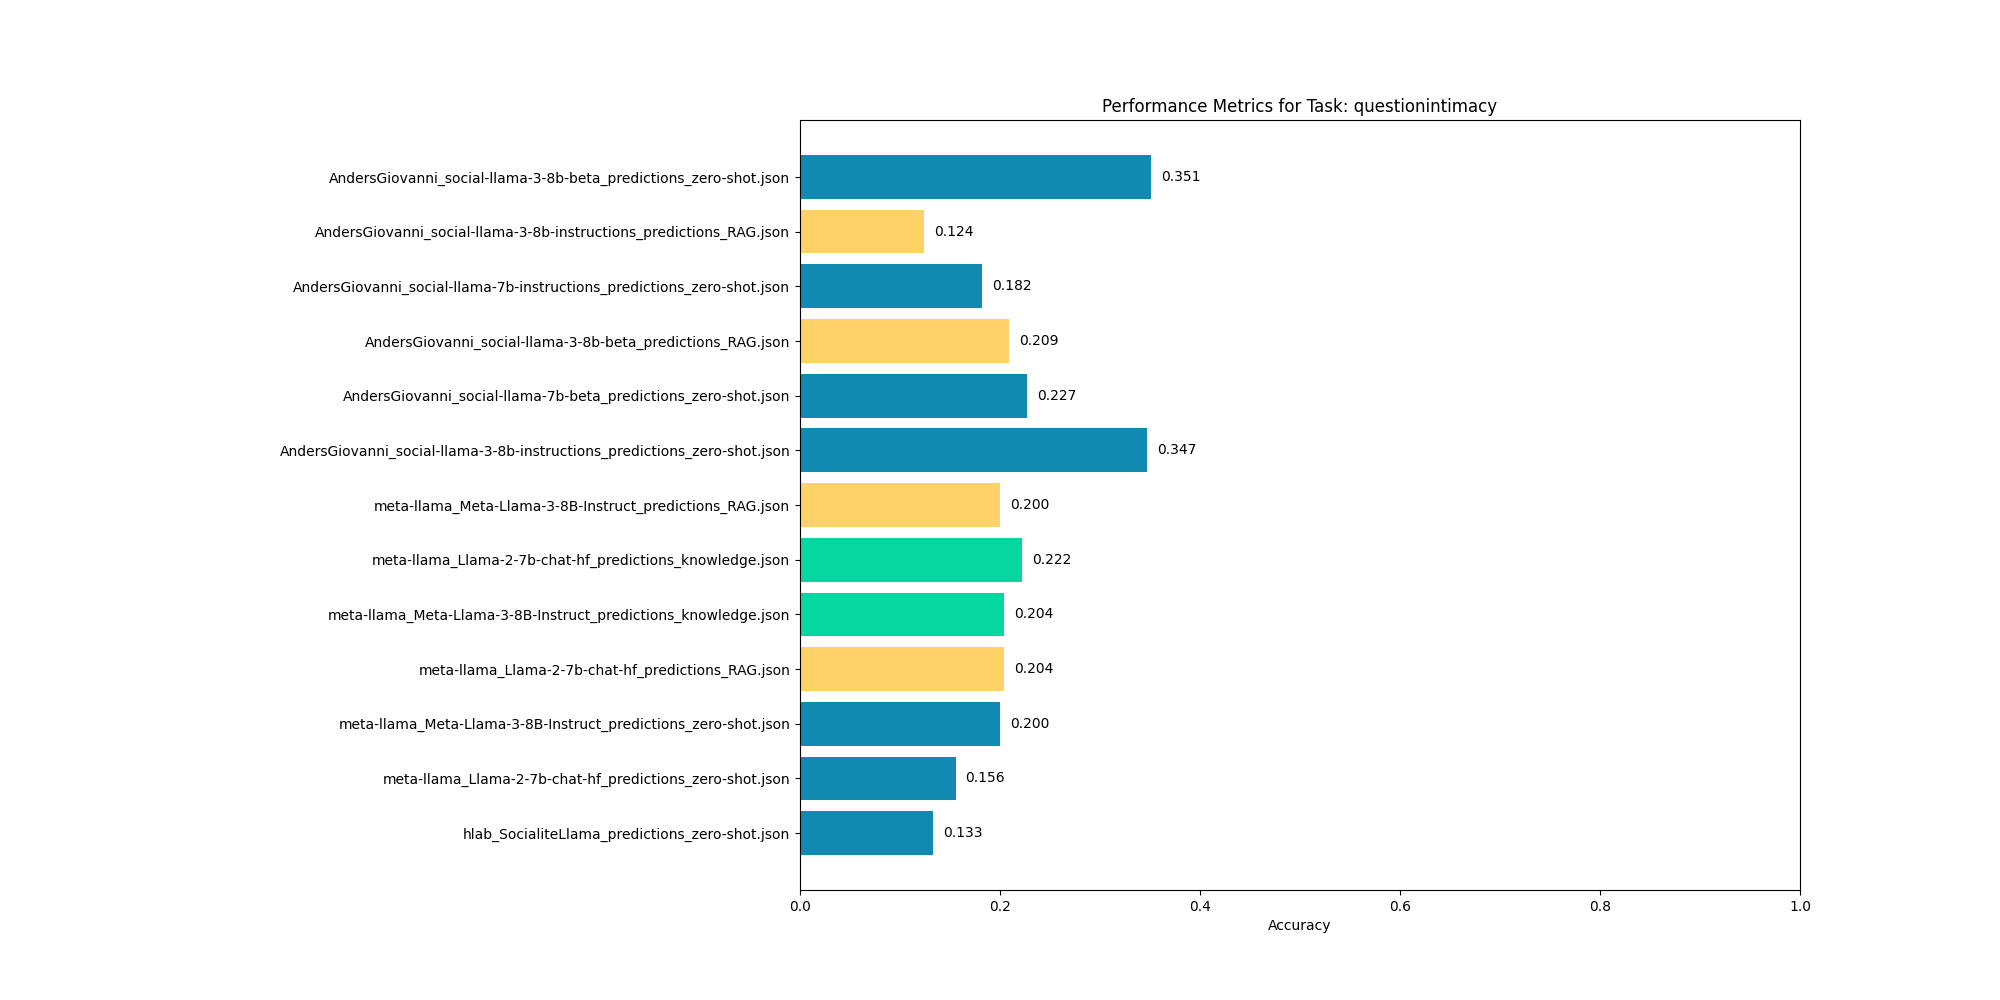 Performance Metrics for Task: questionintimacy
AndersGiovanni_social-llama-3-8b-beta_predictions_zero-shot.json
0.351
AndersGiovanni_social-llama-3-8b-instructions_predictions_RAG.json
0.124
AndersGiovanni_social-llama-7b-instructions_predictions_zero-shot.json
0.182
AndersGiovanni_social-llama-3-8b-beta_predictions_RAG.json
0.209
AndersGiovanni_social-llama-7b-beta_predictions_zero-shot.json
0.227
AndersGiovanni_social-llama-3-8b-instructions_predictions_zero-shot.json
0.347
meta-llama_Meta-Llama-3-8B-Instruct_predictions_RAG.json
0.200
meta-llama_Llama-2-7b-chat-hf_predictions_knowledge.json
0.222
meta-llama_Meta-Llama-3-8B-Instruct_predictions_knowledge.json
0.204
meta-llama_Llama-2-7b-chat-hf_predictions_RAG.json
0.204
meta-llama_Meta-Llama-3-8B-Instruct_predictions_zero-shot.json
0.200
meta-llama_Llama-2-7b-chat-hf_predictions_zero-shot.json
0.156
hlab_SocialiteLlama_predictions_zero-shot.json
0.133
0.0 0.2 0.4 0.6 0.8 1.0
Accuracy